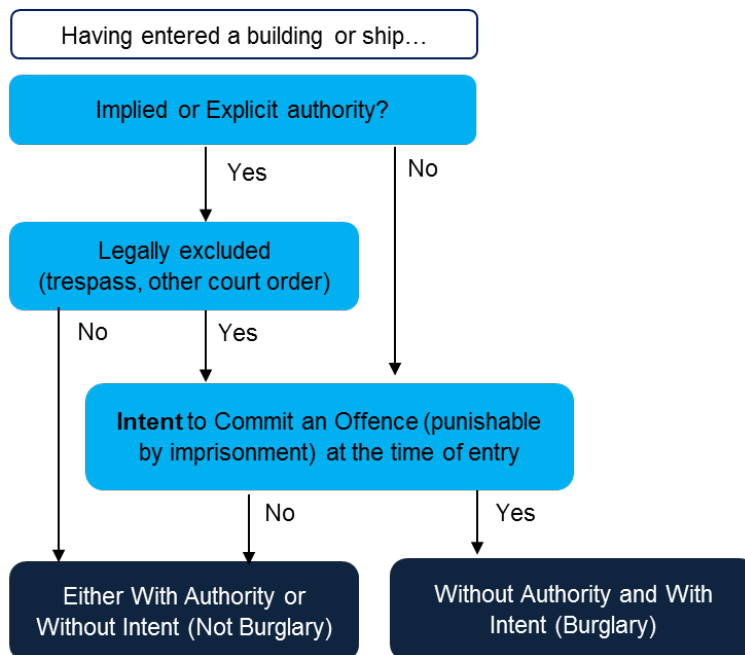 Having entered a building or ship…
Implied or Explicit authority?
Yes
No
Legally excluded
(trespass, other court order)
No
Yes
Intent to Commit an Offence (punishable
by imprisonment) at the time of entry
No
Yes
Either With Authority or
Without Intent (Not Burglary)
Without Authority and With
Intent (Burglary)